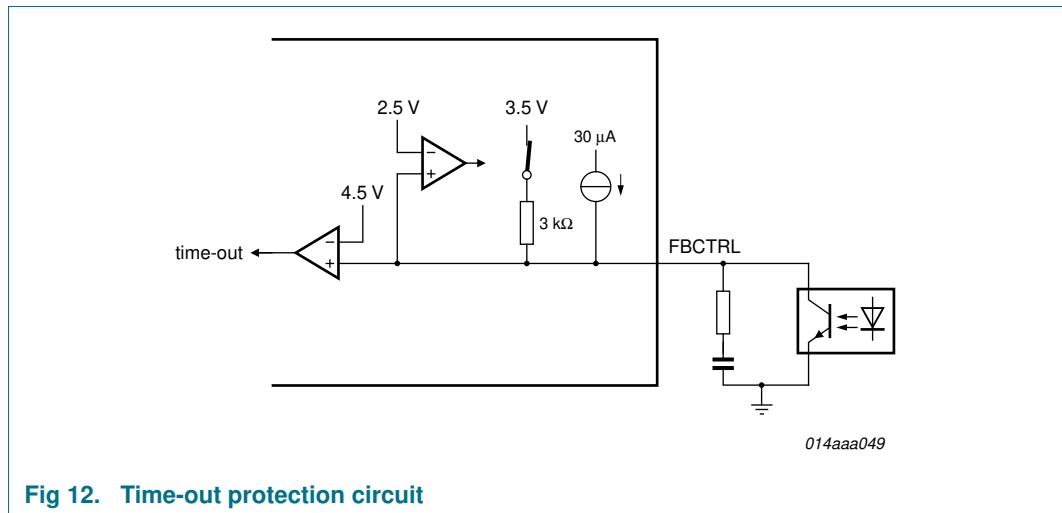 2.5 V
3.5 V
30 μA
−
+
4.5 V
3 kΩ
FBCTRL
time-out
−
+
014aaa049
Fig 12. Time-out protection circuit